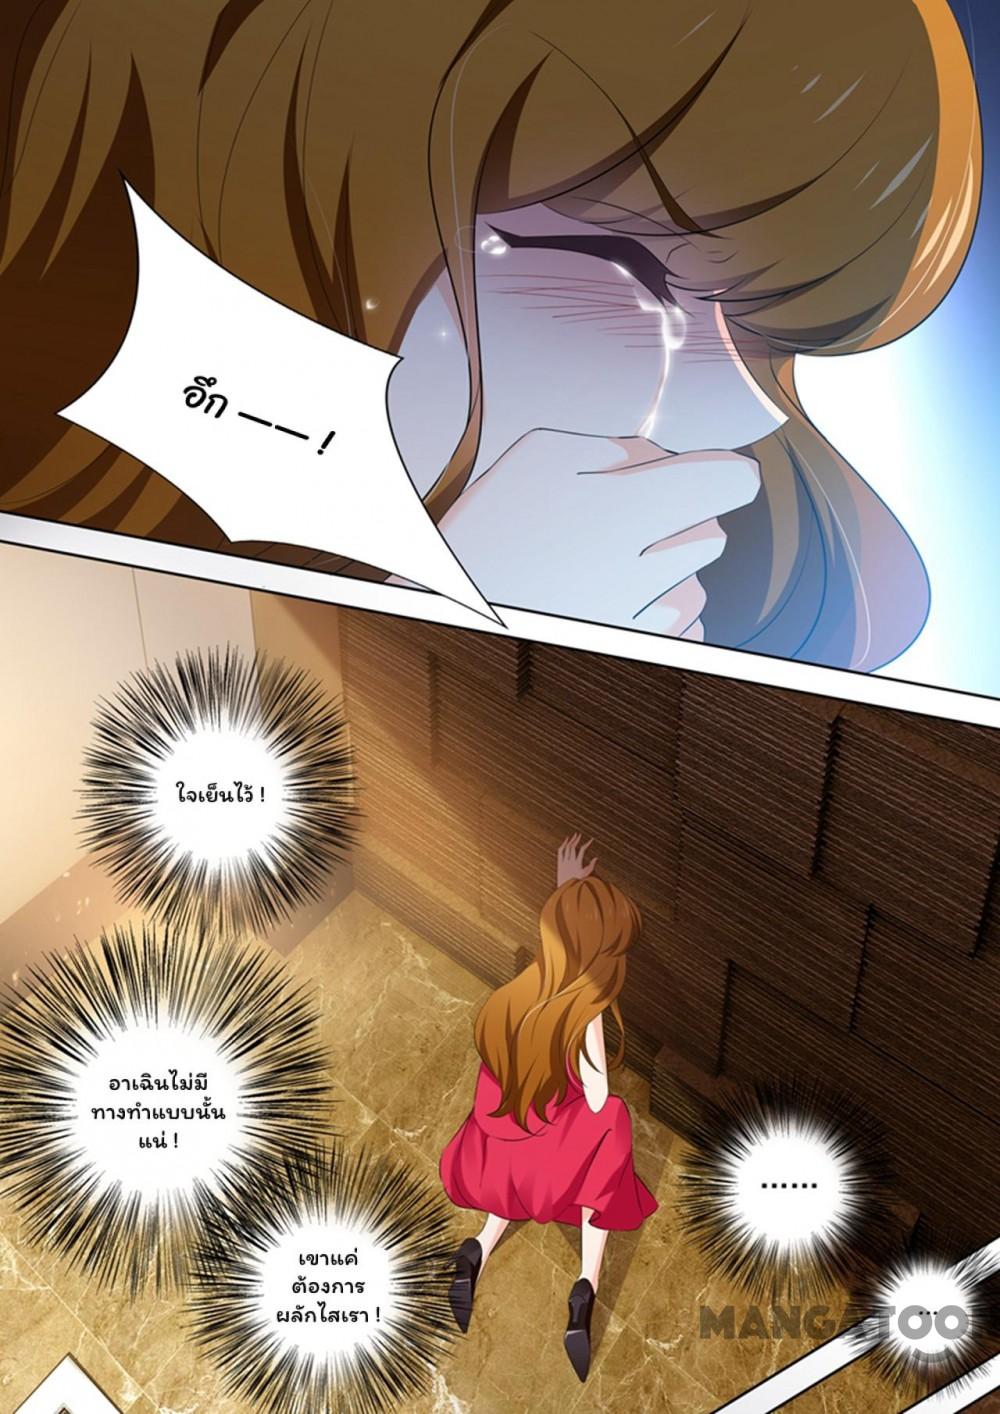 อึก ——!
ใจเย็นไว้ !
อาเฉินไม่มี
ทางทำแบบนั้น
แน่ !
เขาแค่
ต้องการ
ผลักไสเรา !
......
...
MANGATOON